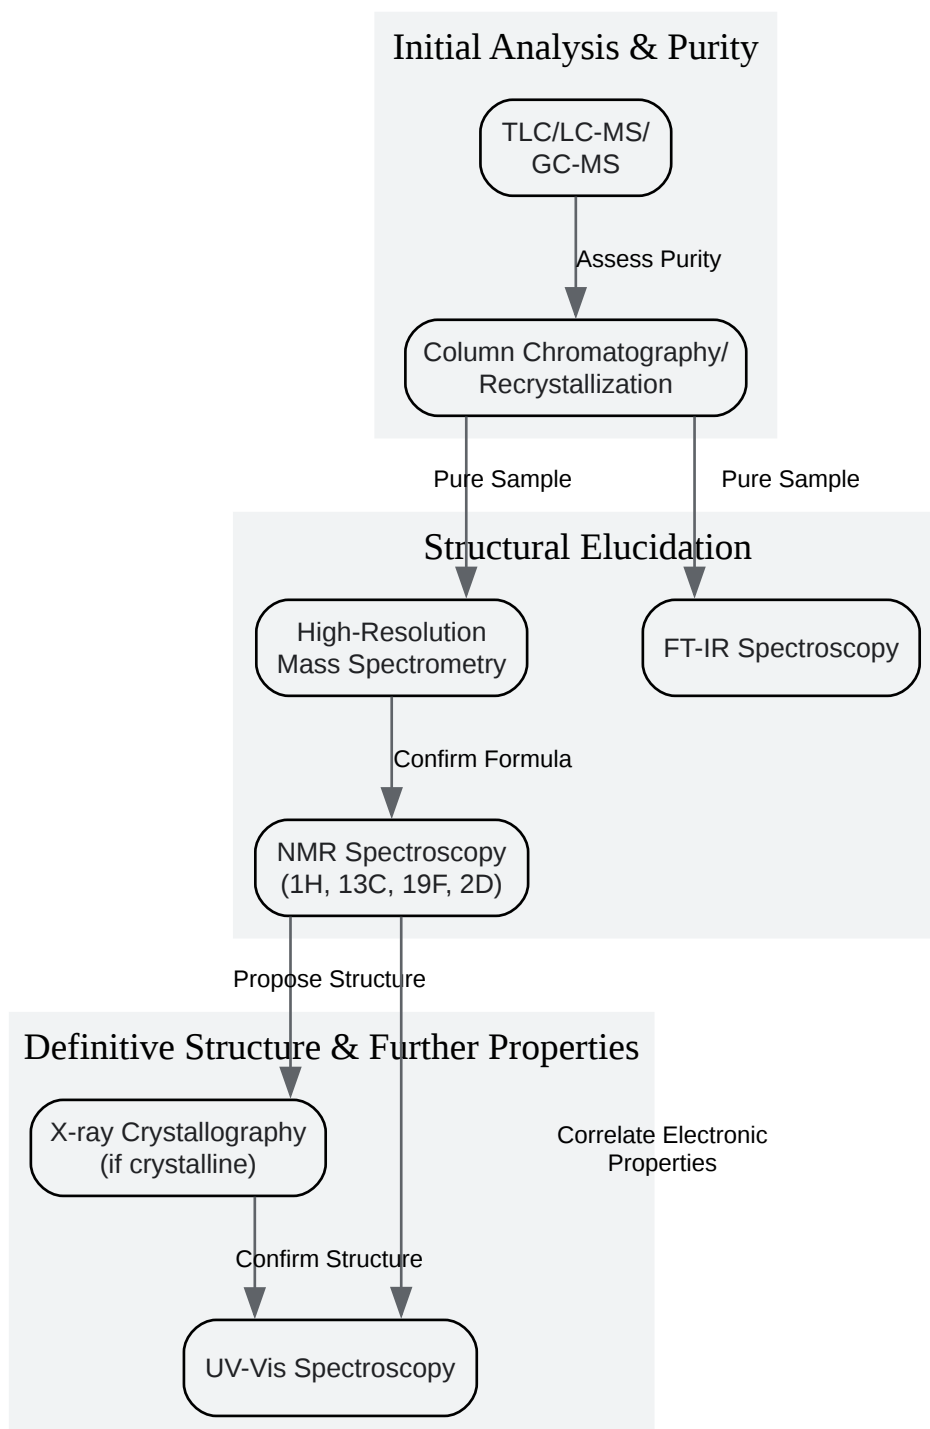 Initial Analysis & Purity
TLC/LC-MS/
GC-MS
Assess Purity
Column Chromatography/
Recrystallization
Pure Sample
Pure Sample
Structural Elucidation
High-Resolution
Mass Spectrometry
FT-IR Spectroscopy
Confirm Formula
NMR Spectroscopy
(1H, 13C, 19F, 2D)
Propose Structure
Definitive Structure & Further Properties
X-ray Crystallography
(if crystalline)
Correlate Electronic
Properties
Confirm Structure
UV-Vis Spectroscopy